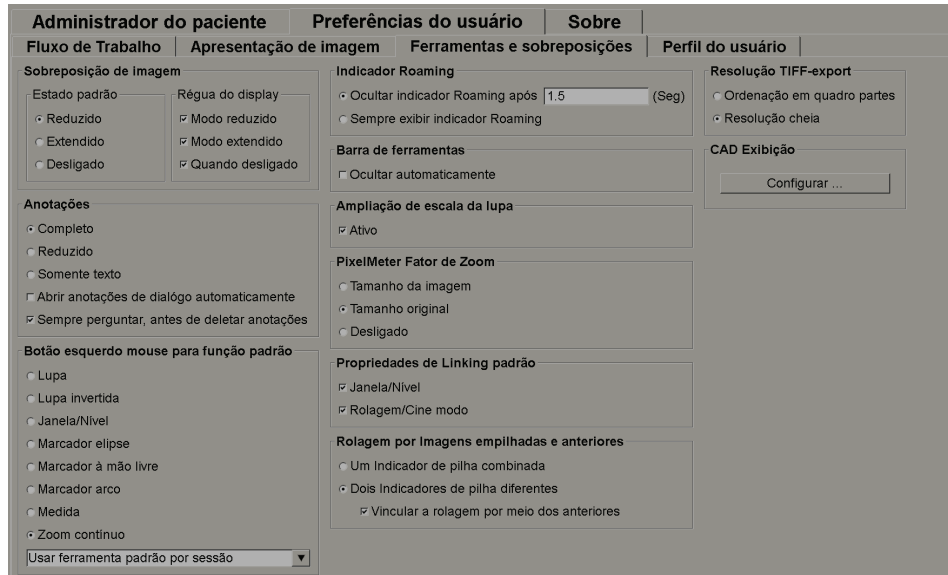 Administrador do paciente
Preferências do usuário
Sobre
Fluxo de Trabalho
Apresentação de imagem
Ferramentas e sobreposições
Perfil do usuário
Sobreposição de imagem
Estado padrão
Reduzido
Extendido
Desligado
Régua do display
Modo reduzido
Modo extendido
Quando desligado
Anotações
Completo
Reduzido
Somente texto
Abrir anotações de dialógo automaticamente
Sempre perguntar, antes de deletar anotações
Botão esquerdo mouse para função padrão
Lupa
Lupa invertida
Janela/Nível
Marcador elipse
Marcador à mão livre
Marcador arco
Medida
Zoom contínuo
Usar ferramenta padrão por sessão
Indicador Roaming
Ocultar indicador Roaming após 1.5 (Seg)
Sempre exibir indicador Roaming
Barra de ferramentas
Ocultar automaticamente
Ampliação de escala da lupa
Ativo
PixelMeter Fator de Zoom
Tamanho da imagem
Tamanho original
Desligado
Propriedades de Linking padrão
Janela/Nível
Rolagem/Cine modo
Rolagem por Imagens empilhadas e anteriores
Um Indicador de pilha combinada
Dois Indicadores de pilha diferentes
Vincular a rolagem por meio dos anteriores
Resolução TIFF-export
Ordenação em quadro partes
Resolução cheia
CAD Exibição
Configurar ...